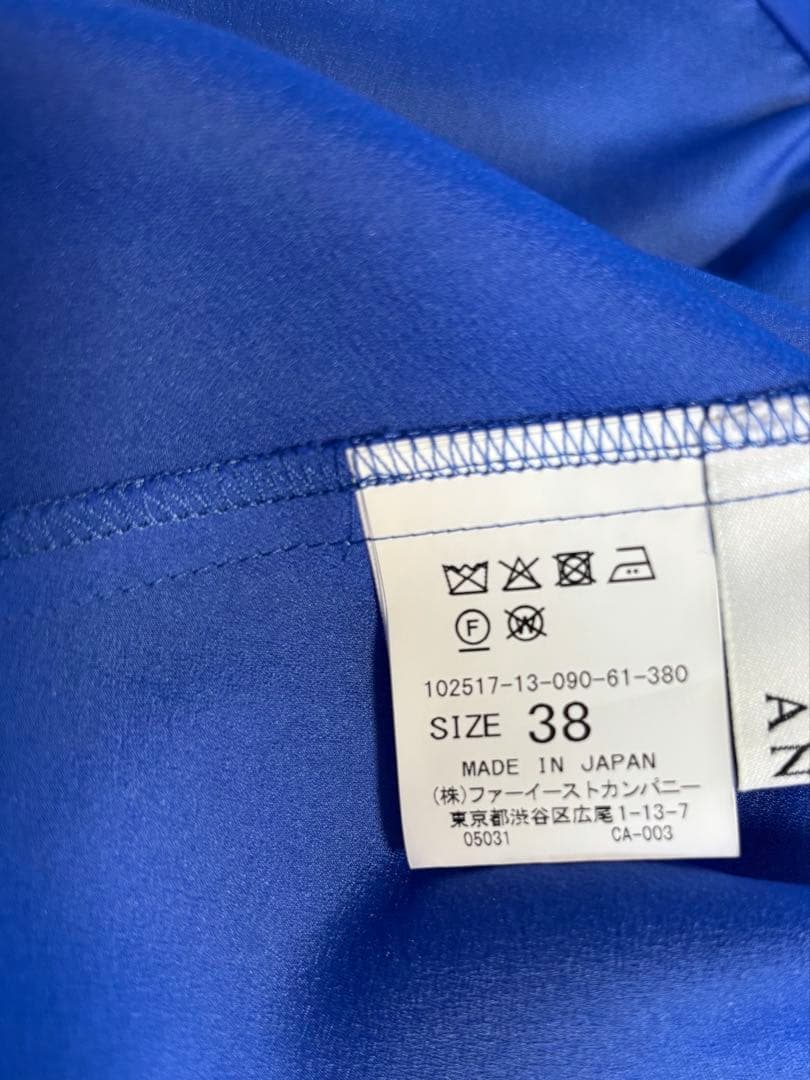 F
W
102517-13-090-61-380
SIZE 38
MADE IN JAPAN
(株)ファーイーストカンパニー
東京都渋谷区広尾1-13-7
05031 CA-003
AN